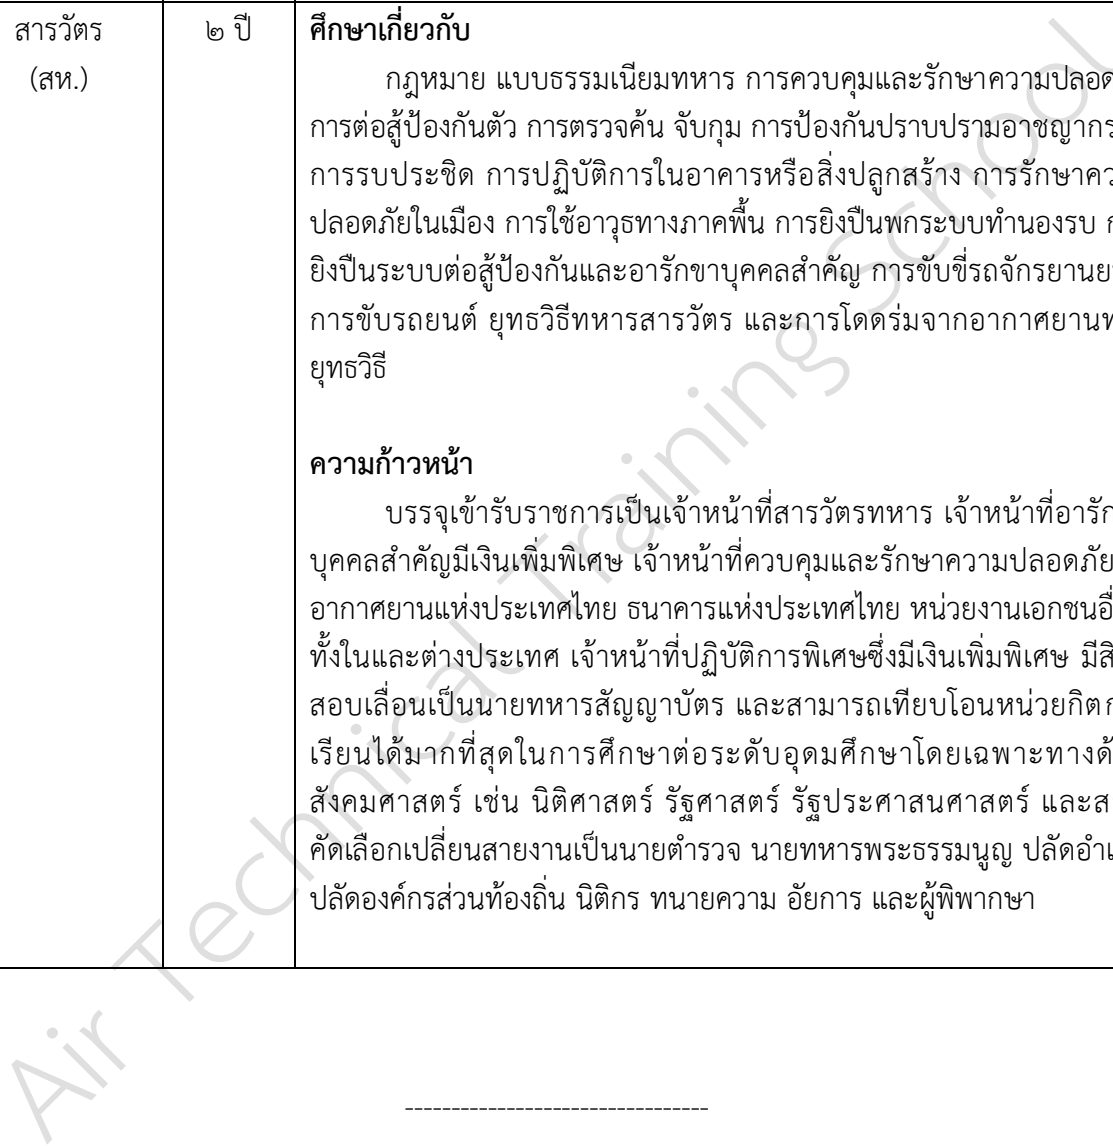 สารวัตร
(สห.)
๒ ปี
ศึกษาเกี่ยวกับ
กฎหมาย แบบธรรมเนียมทหาร การควบคุมและรักษาความปลอด
การต่อสู้ป้องกันตัว การตรวจค้น จับกุม การป้องกันปราบปรามอาชญากร
การรบประชิด การปฏิบัติการในอาคารหรือสิ่งปลูกสร้าง การรักษาคว
ปลอดภัยในเมือง การใช้อาวุธทางภาคพื้น การยิงปืนพกระบบทำนองรบ ก
ยิงปืนระบบต่อสู้ป้องกันและอารักขาบุคคลสำคัญ การขับขี่รถจักรยานย
การขับรถยนต์ ยุทธวิธีทหารสารวัตร และการโดดร่มจากอากาศยานท
ยุทธวิธี
ความก้าวหน้า
บรรจุเข้ารับราชการเป็นเจ้าหน้าที่สารวัตรทหาร เจ้าหน้าที่อารัก
บุคคลสำคัญมีเงินเพิ่มพิเศษ เจ้าหน้าที่ควบคุมและรักษาความปลอดภัย
อากาศยานแห่งประเทศไทย ธนาคารแห่งประเทศไทย หน่วยงานเอกชนอื่
ทั้งในและต่างประเทศ เจ้าหน้าที่ปฏิบัติการพิเศษซึ่งมีเงินเพิ่มพิเศษ มีสิ
สอบเลื่อนเป็นนายทหารสัญญาบัตร และสามารถเทียบโอนหน่วยกิตก
เรียนได้มากที่สุดในการศึกษาต่อระดับอุดมศึกษาโดยเฉพาะทางด้
สังคมศาสตร์ เช่น นิติศาสตร์ รัฐศาสตร์ รัฐประศาสนศาสตร์ และส
คัดเลือกเปลี่ยนสายงานเป็นนายตำรวจ นายทหารพระธรรมนูญ ปลัดอำเ
ปลัดองค์กรส่วนท้องถิ่น นิติกร ทนายความ อัยการ และผู้พิพากษา
Air Technical Training School
---------------------------------